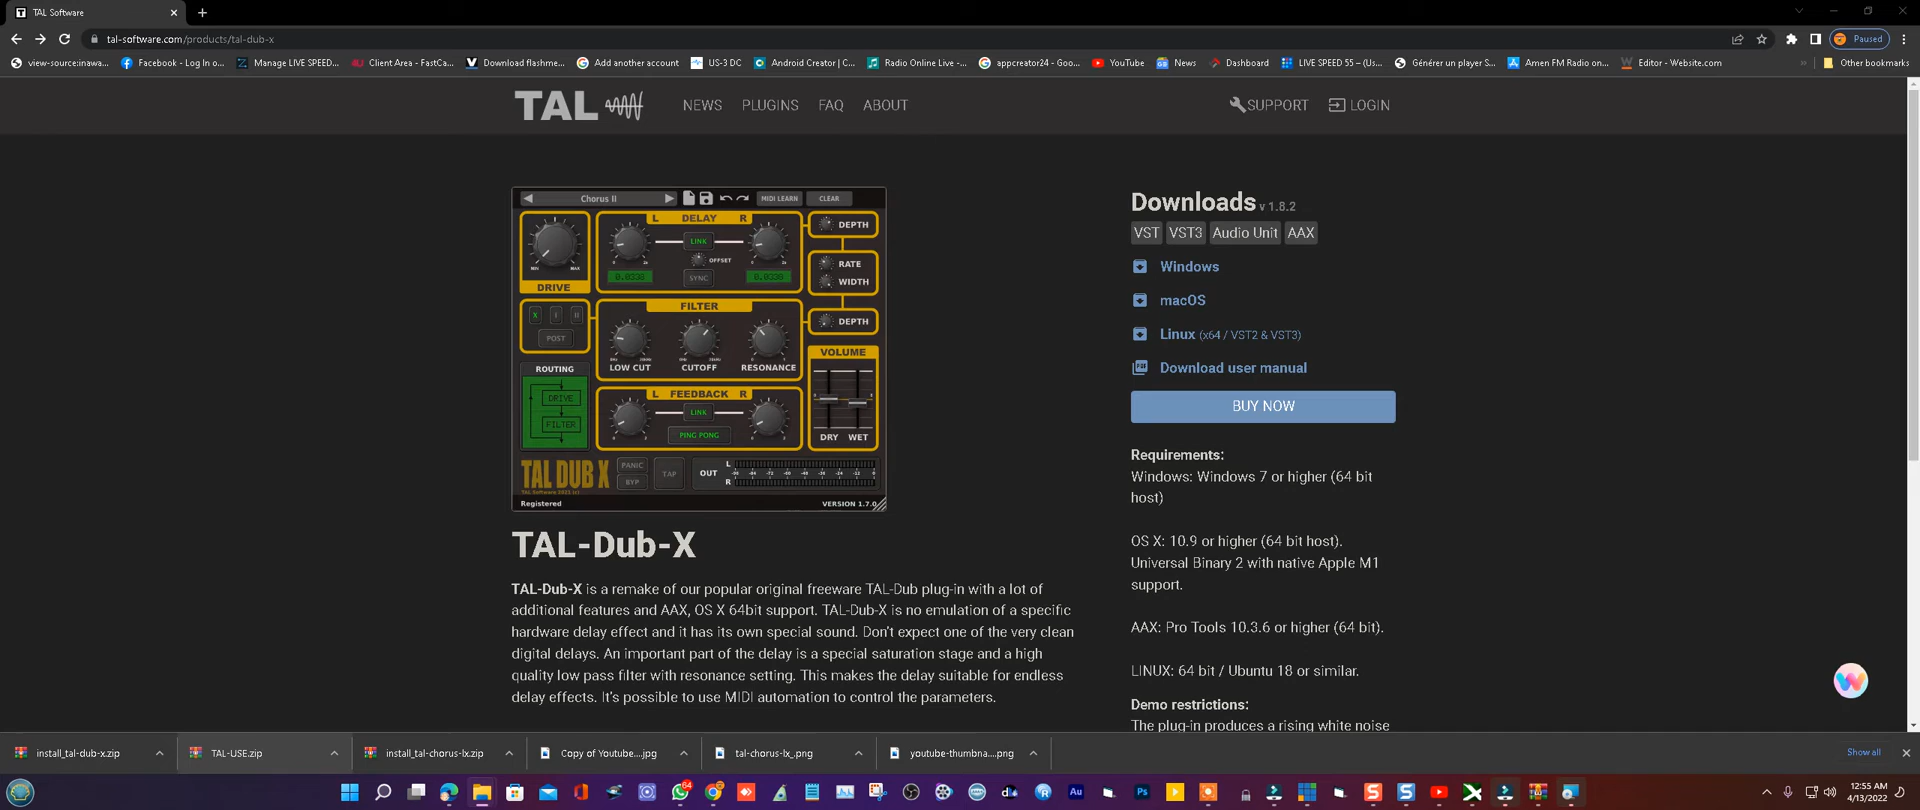 TAL Software
tal-software.com/products/tal-dub-x
Paused
view-source:inawa...
Facebook - Log In o...
Manage LIVE SPEED...
Client Area - FastCa...
Download flashme...
Add another account
US-3 DC
Android Creator | C...
Radio Online Live -...
appcreator24 - Goo...
YouTube
News
Dashboard
LIVE SPEED 55 – (Us...
Générer un player S...
Amen FM Radio on...
Editor - Website.com
Other bookmarks
TAL
NEWS
PLUGINS
FAQ
ABOUT
SUPPORT
LOGIN
Chorus II
MIDI LEARN
CLEAR
L DELAY R
LINK
OFFSET
SYNC
0.0330
0.0330
MIN
MAX
DRIVE
DEPTH
RATE
WIDTH
DEPTH
X
I
II
POST
FILTER
LOW CUT
CUTOFF
RESONANCE
VOLUME
DRY
WET
ROUTING
DRIVE
FILTER
L FEEDBACK R
LINK
PING PONG
TAL DUB X
PANIC
BYP
TAP
OUT
L
R
Registered
VERSION 1.7.0
Downloads v 1.8.2
VST VST3 Audio Unit AAX
Windows
macOS
Linux (x64 / VST2 & VST3)
Download user manual
BUY NOW
Requirements:
Windows: Windows 7 or higher (64 bit
host)
OS X: 10.9 or higher (64 bit host).
Universal Binary 2 with native Apple M1
support.
AAX: Pro Tools 10.3.6 or higher (64 bit).
LINUX: 64 bit / Ubuntu 18 or similar.
Demo restrictions:
The plug-in produces a rising white noise
TAL-Dub-X
TAL-Dub-X is a remake of our popular original freeware TAL-Dub plug-in with a lot of
additional features and AAX, OS X 64bit support. TAL-Dub-X is no emulation of a specific
hardware delay effect and it has its own special sound. Don't expect one of the very clean
digital delays. An important part of the delay is a special saturation stage and a high
quality low pass filter with resonance setting. This makes the delay suitable for endless
delay effects. It's possible to use MIDI automation to control the parameters.
install_tal-dub-x.zip
TAL-USE.zip
install_tal-chorus-lx.zip
Copy of Youtube....jpg
tal-chorus-lx_.png
youtube-thumbna....png
Show all
64
12:55 AM
4/13/2022